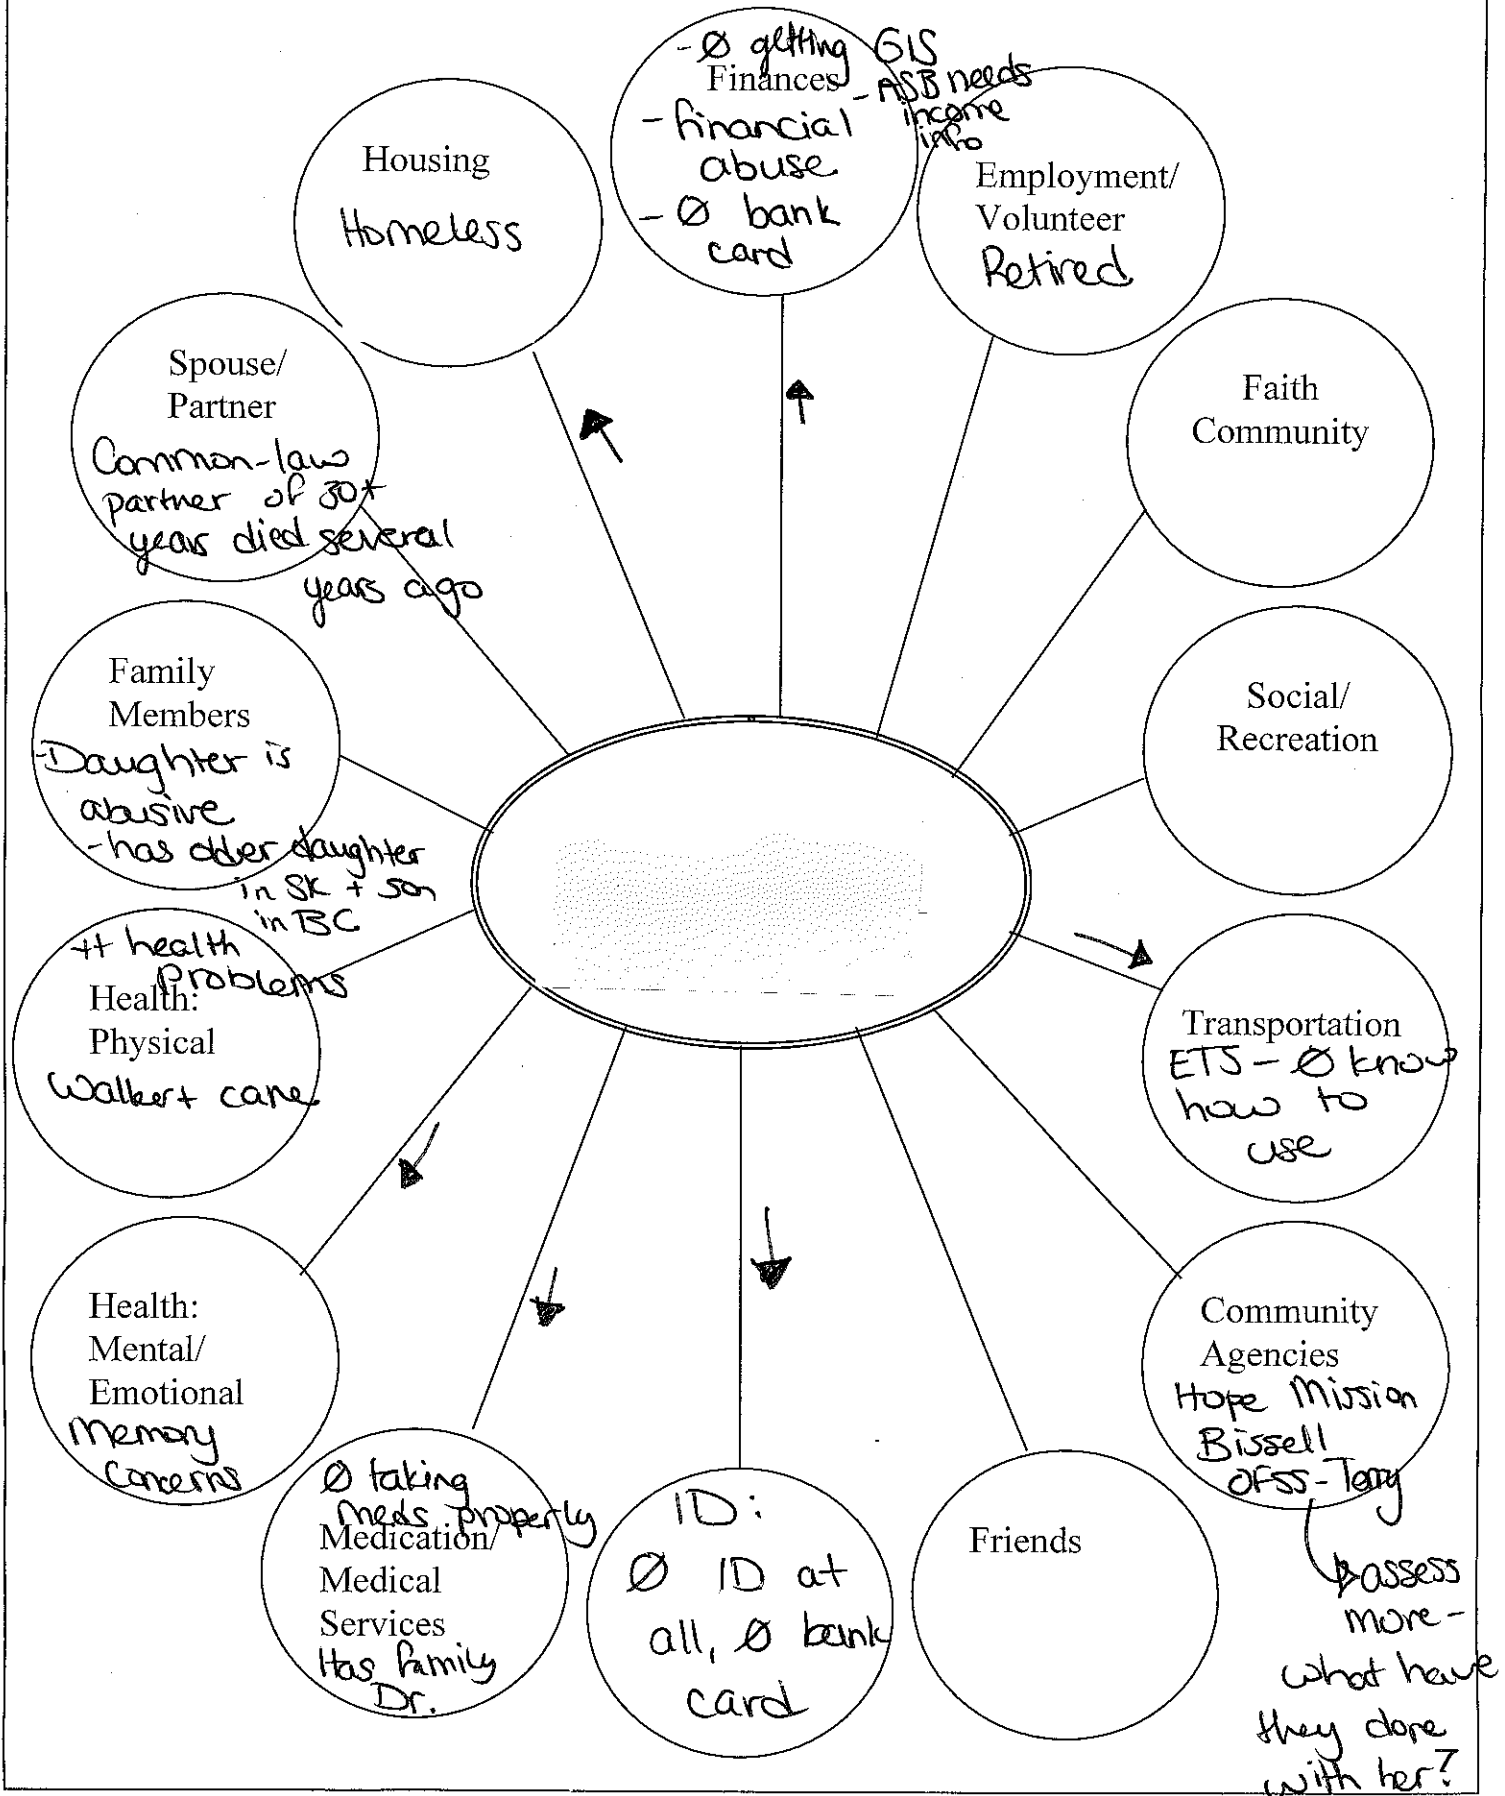 - Ø getting GIS
Finances
- ASB needs
income
info
- financial
abuse
- Ø bank
card
Housing
Homeless
Employment/
Volunteer
Retired
Spouse/
Partner
Common-law
partner of 30+
years died several
years ago
Faith
Community
Family
Members
- Daughter is
abusive
- has older daughter
in SK + son
in BC
Social/
Recreation
++ health
problems
Health:
Physical
Walker + cane
Transportation
ETS - Ø know
how to
use
Health:
Mental/
Emotional
Memory
concerns
Community
Agencies
Hope Mission
Bissell
OFSS - Terry
assess
more -
what have
they done
with her?
Ø taking
meds properly
Medication/
Medical
Services
Has family
Dr.
ID:
Ø ID at
all, Ø bank
card
Friends